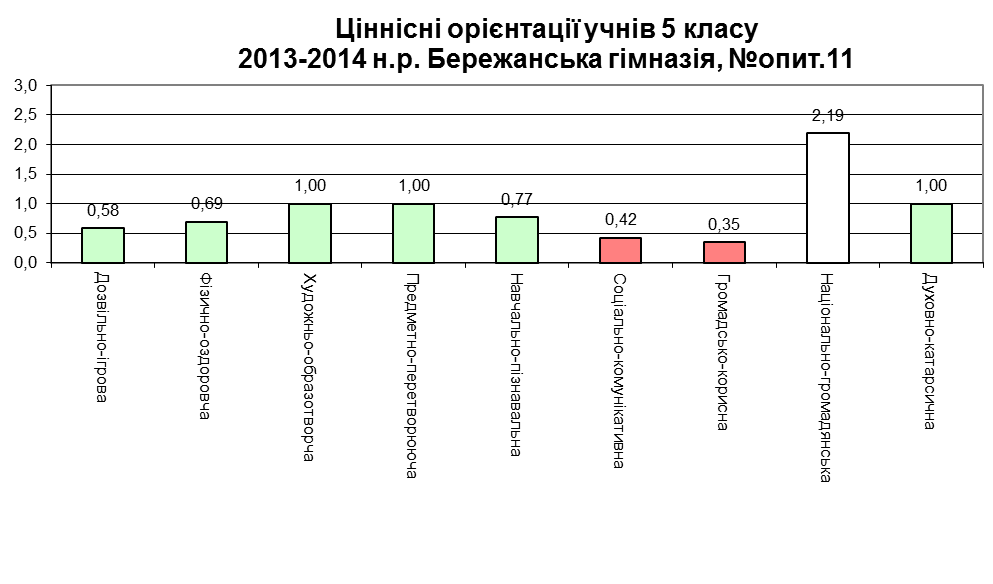 Ціннісні орієнтації учнів 5 класу
2013-2014 н.р. Бережанська гімназія, №опит.11
3,0
2,5
2,0
1,5
1,0
0,5
0,0
0,58
0,69
1,00
1,00
0,77
0,42
0,35
2,19
1,00
Дозвільно-ігрова
Фізично-оздоровча
Художньо-образотворча
Предметно-перетворююча
Навчально-пізнавальна
Соціально-комунікативна
Громадсько-корисна
Національно-громадянська
Духовно-катарсична